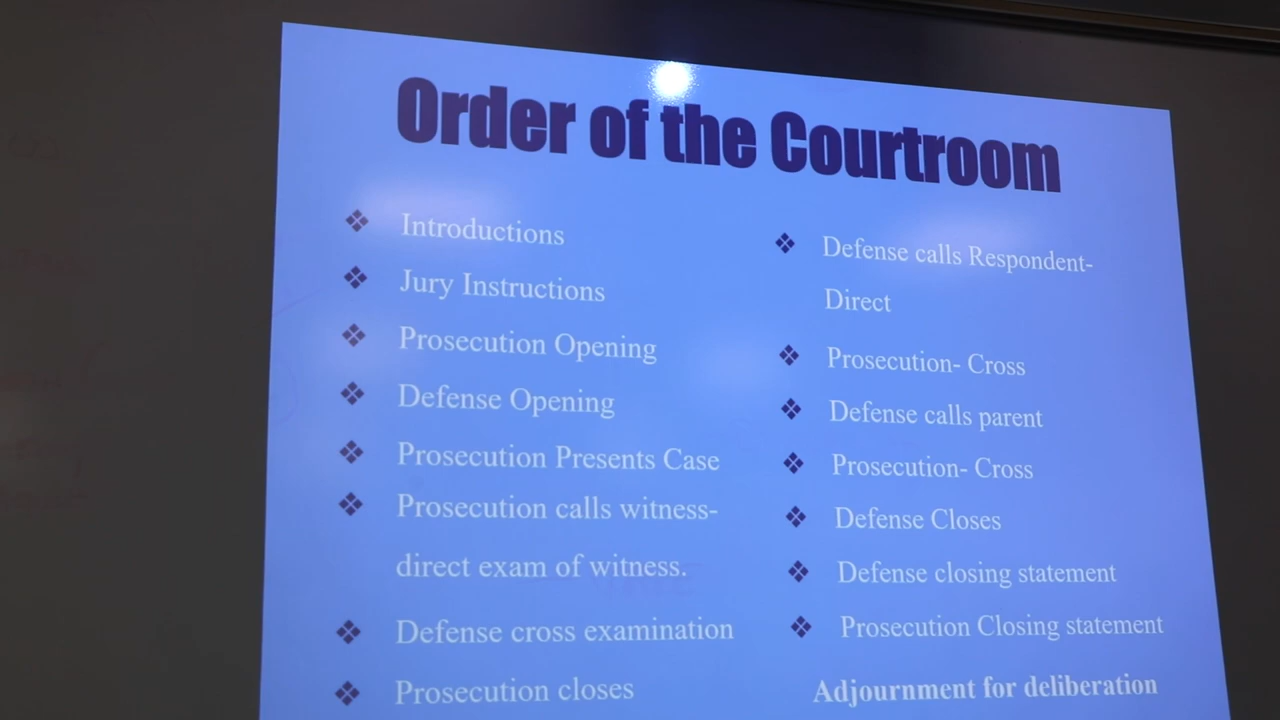 Order of the Courtroom
Introductions
Jury Instructions
Prosecution Opening
Defense Opening
Prosecution Presents Case
Prosecution calls witness-
direct exam of witness.
Defense cross examination
Prosecution closes
Defense calls Respondent-
Direct
Prosecution- Cross
Defense calls parent
Prosecution- Cross
Defense Closes
Defense closing statement
Prosecution Closing statement
Adjournment for deliberation